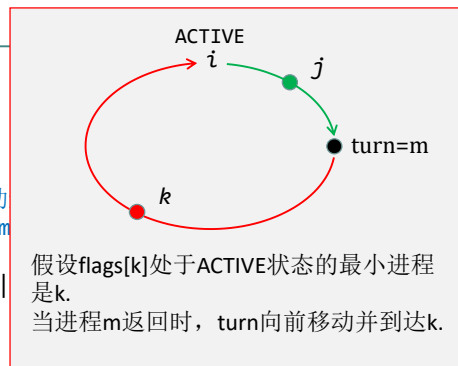 ACTIVE
i
j
turn=m
k
动
m
假设flags[k]处于ACTIVE状态的最小进程
是k.
当进程m返回时，turn向前移动并到达k.